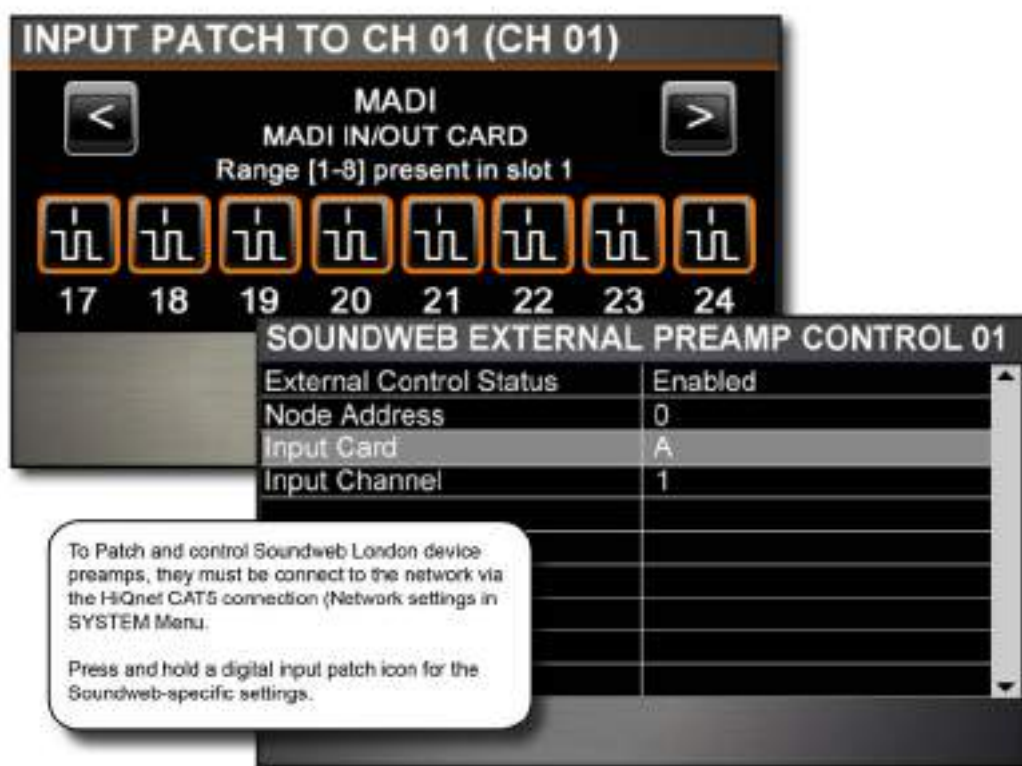 INPUT PATCH TO CH 01 (CH 01)
<
MADI
>
MADI IN/OUT CARD
Range [1-8] present in slot 1
17 18 19 20 21 22 23 24
SOUNDWEB EXTERNAL PREAMP CONTROL 01
External Control Status Enabled
Node Address 0
Input Card A
Input Channel 1
To Patch and control Soundweb London device
preamps, they must be connect to the network via
the HiQnet CAT5 connection (Network settings in
SYSTEM Menu.
Press and hold a digital input patch icon for the
Soundweb-specific settings.